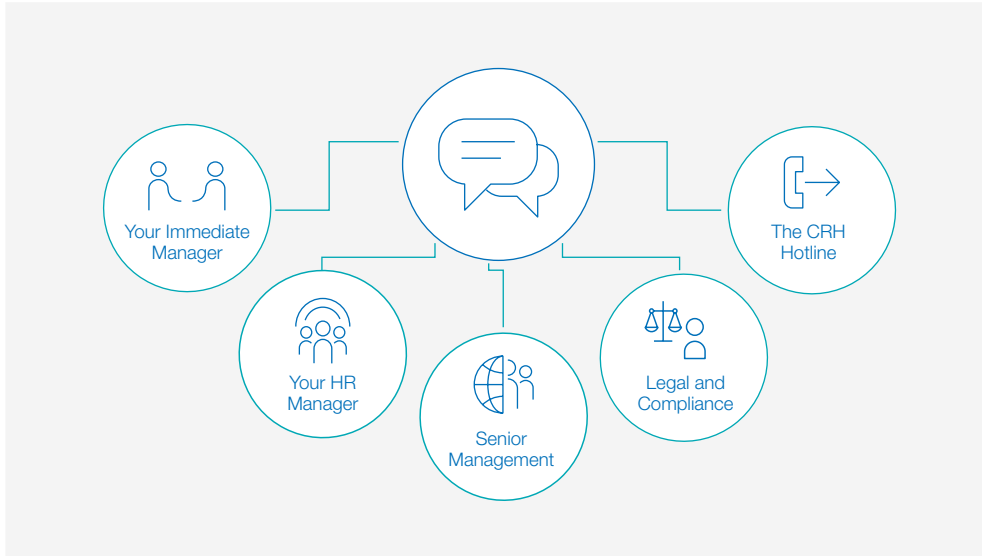 Your Immediate
Manager
Your HR
Manager
Senior
Management
Legal and
Compliance
The CRH
Hotline